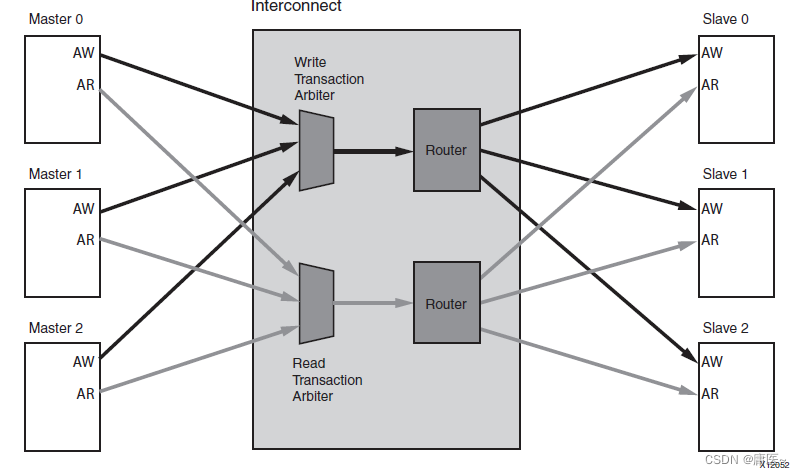 Interconnect
Master 0
AW
AR
Master 1
AW
AR
Master 2
AW
AR
Write
Transaction
Arbiter
Router
Router
Read
Transaction
Arbiter
Slave 0
AW
AR
Slave 1
AW
AR
Slave 2
AW
AR
X12052